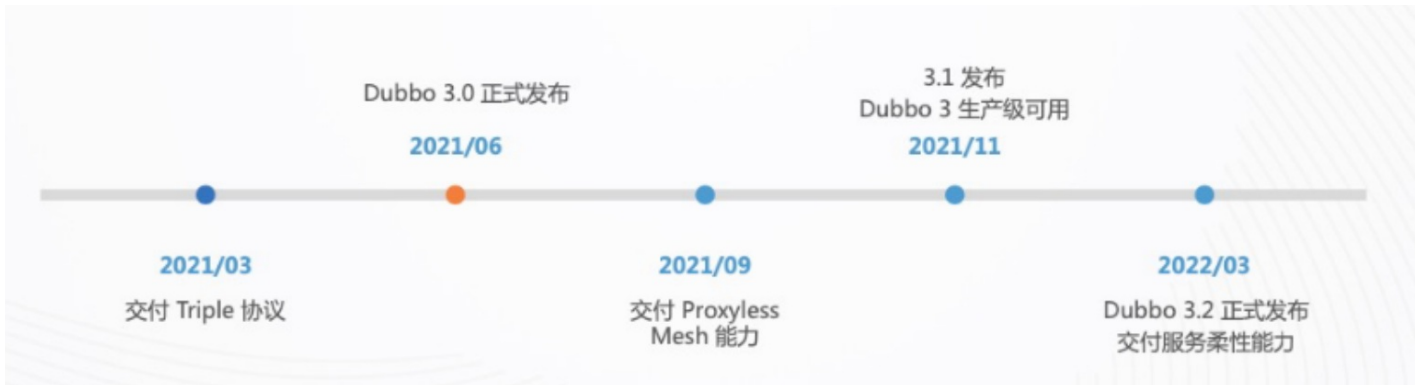 Dubbo 3.0 正式发布
2021/06
3.1 发布
Dubbo 3 生产级可用
2021/11
2021/03
交付 Triple 协议
2021/09
交付 Proxyless
Mesh 能力
2022/03
Dubbo 3.2 正式发布
交付服务柔性能力